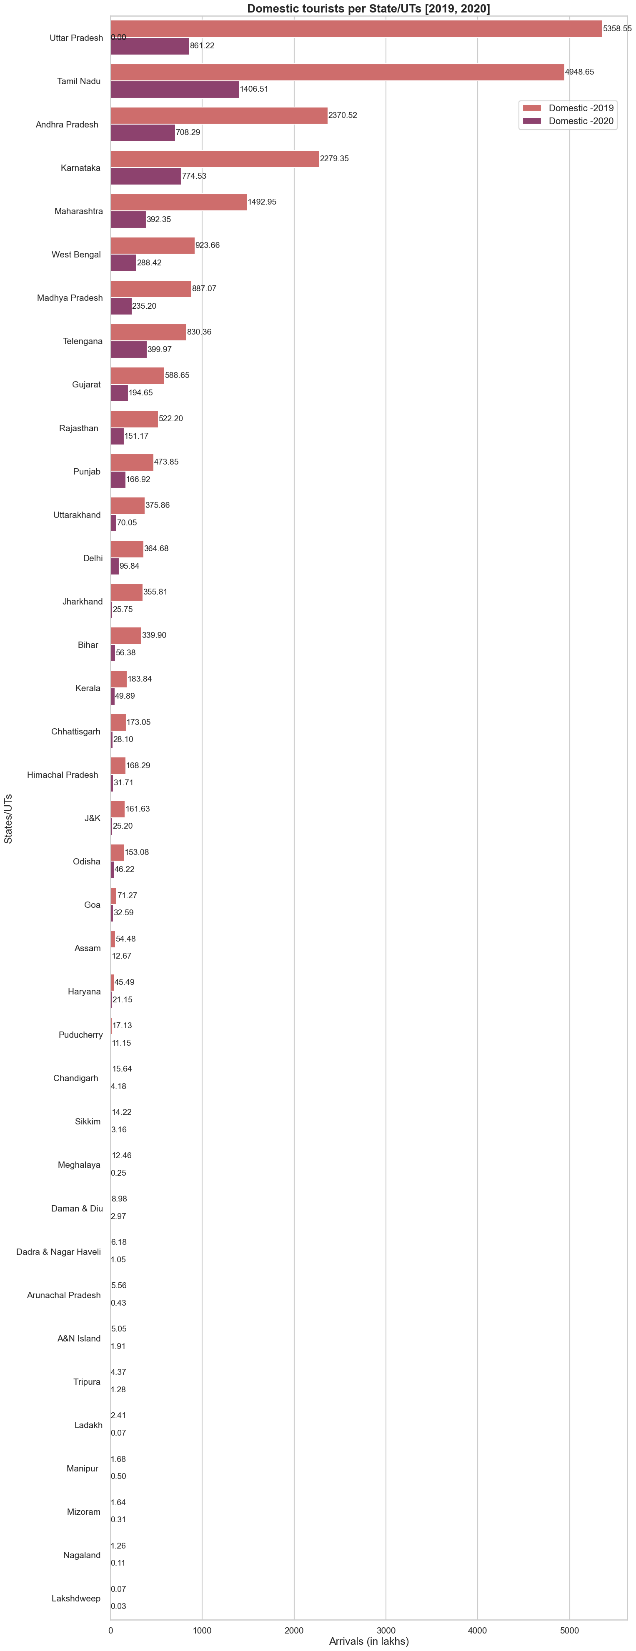 Domestic tourists per State/UTs [2019, 2020]
Domestic -2019
Domestic -2020
States/UTs
Uttar Pradesh 5358.55
0.00
861.22
Tamil Nadu 4948.65
1406.51
Andhra Pradesh 2370.52
708.29
Karnataka 2279.35
774.53
Maharashtra 1492.95
392.35
West Bengal 923.66
288.42
Madhya Pradesh 887.07
235.20
Telengana 830.36
399.97
Gujarat 588.65
194.65
Rajasthan 522.20
151.17
Punjab 473.85
166.92
Uttarakhand 375.86
70.05
Delhi 364.68
95.84
Jharkhand 355.81
25.75
Bihar 339.90
56.38
Kerala 183.84
49.89
Chhattisgarh 173.05
28.10
Himachal Pradesh 168.29
31.71
J&K 161.63
25.20
Odisha 153.08
46.22
Goa 71.27
32.59
Assam 54.48
12.67
Haryana 45.49
21.15
Puducherry 17.13
11.15
Chandigarh 15.64
4.18
Sikkim 14.22
3.16
Meghalaya 12.46
0.25
Daman & Diu 8.98
2.97
Dadra & Nagar Haveli 6.18
1.05
Arunachal Pradesh 5.56
0.43
A&N Island 5.05
1.91
Tripura 4.37
1.28
Ladakh 2.41
0.07
Manipur 1.68
0.50
Mizoram 1.64
0.31
Nagaland 1.26
0.11
Lakshdweep 0.07
0.03
0 1000 2000 3000 4000 5000
Arrivals (in lakhs)